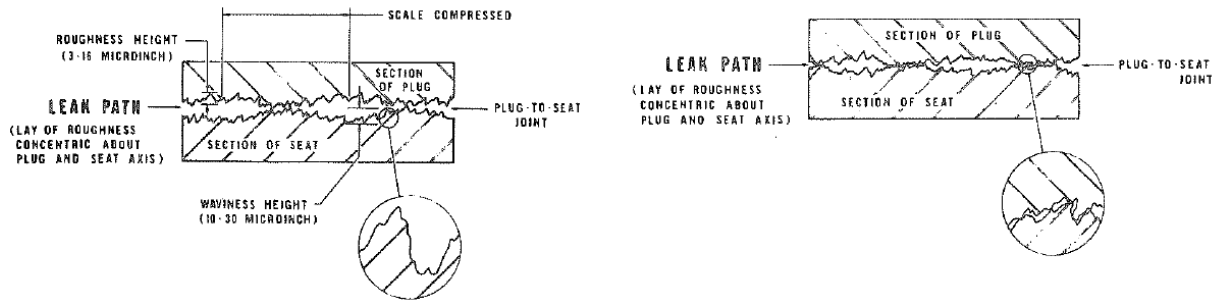 SCALE COMPRESSED
ROUGHNESS HEIGHT
(3-16 MICROINCH)
SECTION
OF PLUG
LEAK PATH
(LAY OF ROUGHNESS
CONCENTRIC ABOUT
PLUG AND SEAT AXIS)
PLUG-TO-SEAT
JOINT
SECTION OF SEAT
WAVINESS HEIGHT
(10-30 MICROINCH)
SECTION OF PLUG
LEAK PATH
(LAY OF ROUGHNESS
CONCENTRIC ABOUT
PLUG AND SEAT AXIS)
PLUG-TO-SEAT
JOINT
SECTION OF SEAT